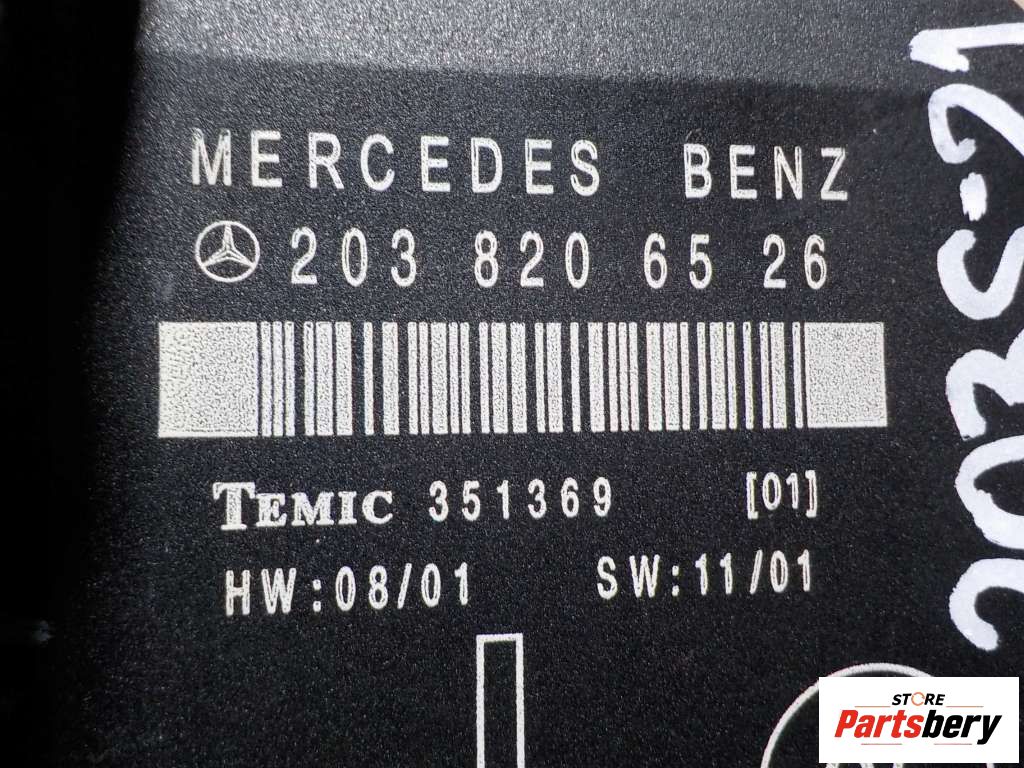 MERCEDES BENZ
203 820 65 26
TEMIC 351369 [01]
HW:08/01 SW:11/01
203S-21
STORE
Partsbery